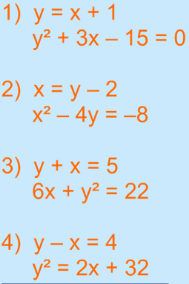 1) y = x + 1
y² + 3x – 15 = 0
2) x = y – 2
x² – 4y = –8
3) y + x = 5
6x + y² = 22
4) y – x = 4
y² = 2x + 32